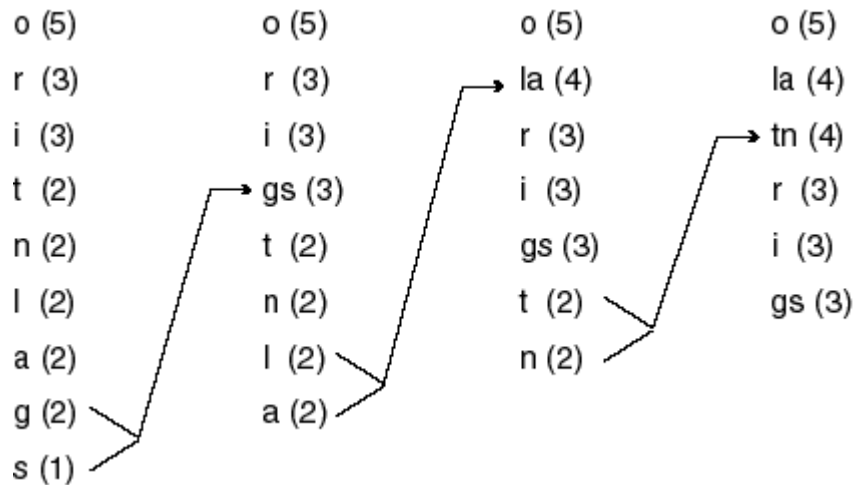 o (5) o (5) o (5) o (5)
r (3) r (3) la (4) la (4)
i (3) i (3) r (3) tn (4)
t (2) gs (3) i (3) r (3)
n (2) t (2) gs (3) i (3)
l (2) n (2) t (2) gs (3)
a (2) l (2) n (2)
g (2) a (2)
s (1)